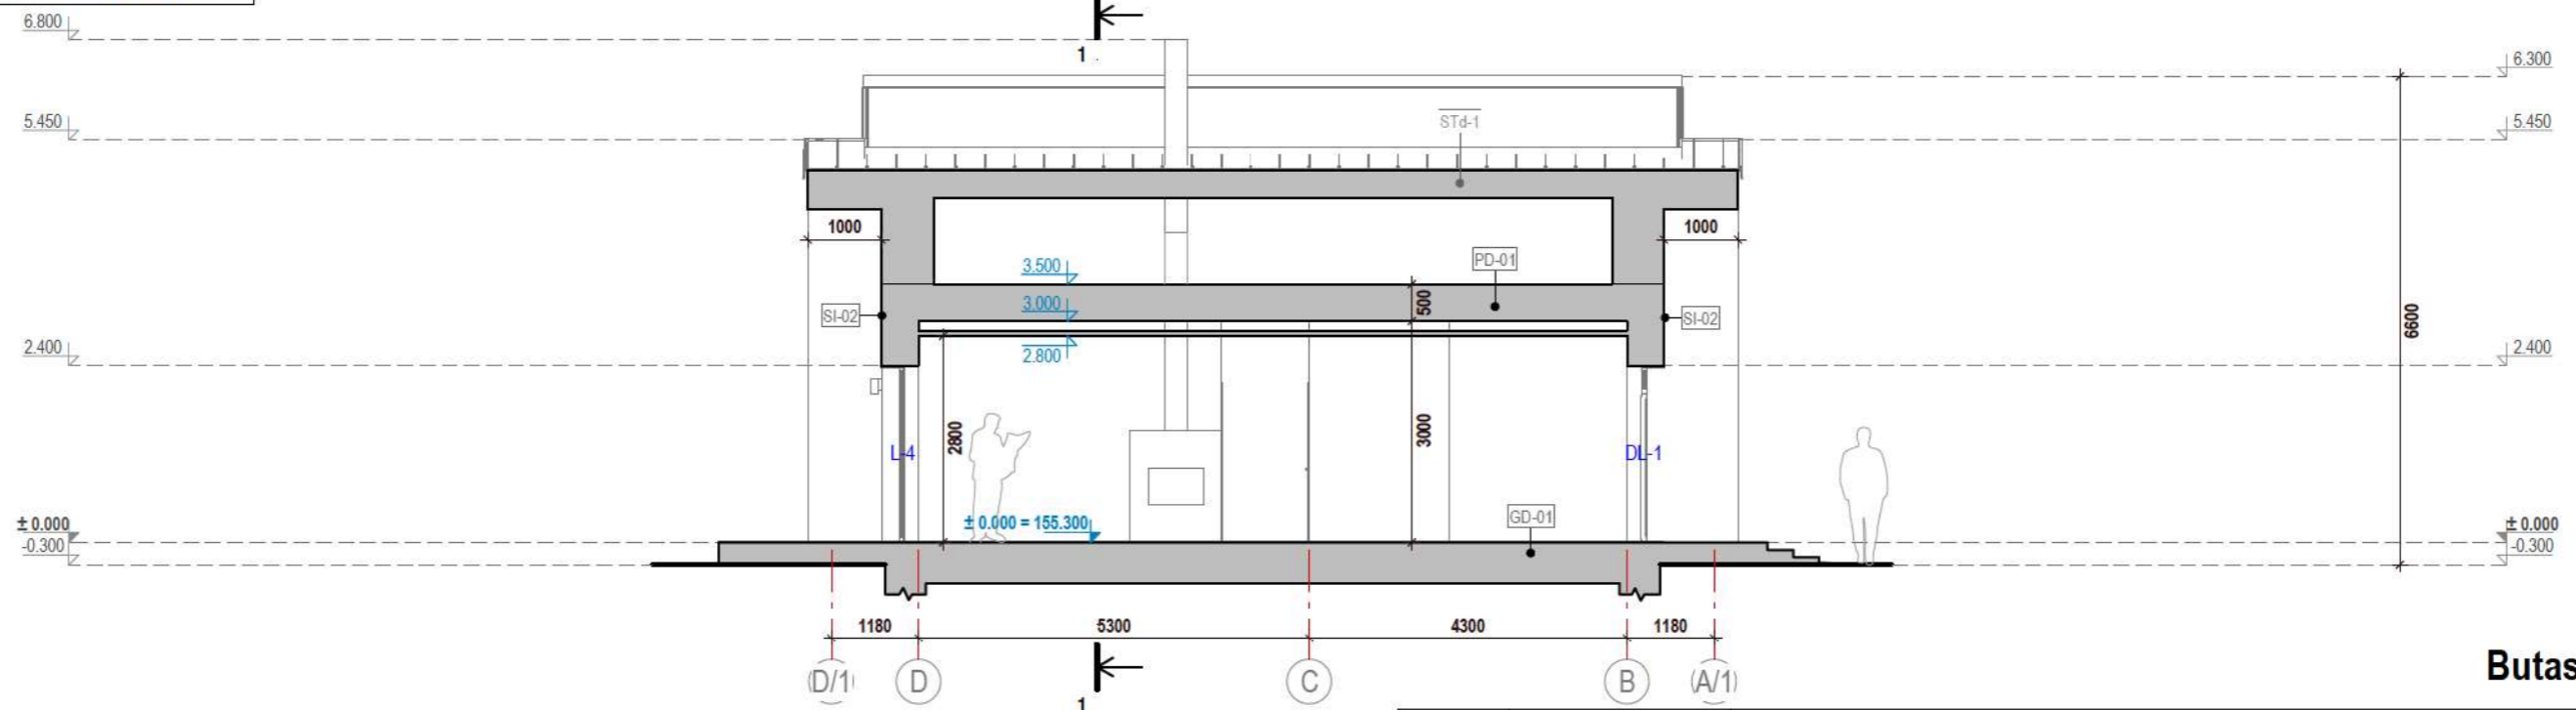 6.800
1
6.300
5.450
STd-1
5.450
1000
1000
3.500
PD-01
3.000
500
SI-02
SI-02
6600
2.400
2.800
2.400
2800
3000
L-4
DL-1
± 0.000
± 0.000 = 155.300
GD-01
± 0.000
-0.300
-0.300
1180
5300
4300
1180
D/1
D
C
B
A/1
Butas
1